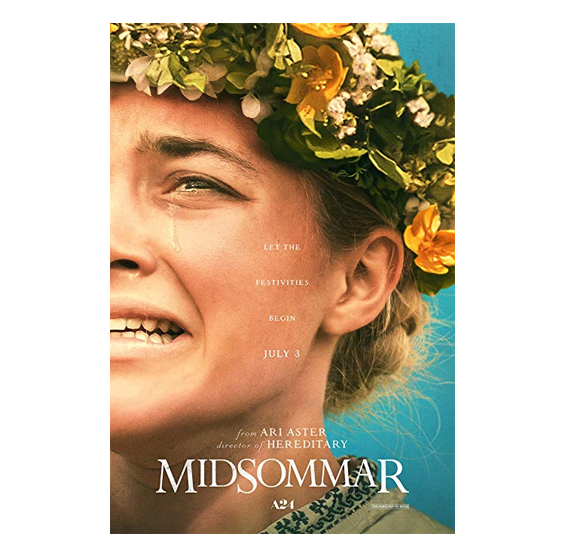 LET THE
FESTIVITIES
BEGIN
JULY 3
from ARI ASTER
director of HEREDITARY
MIDSOMMAR
A24